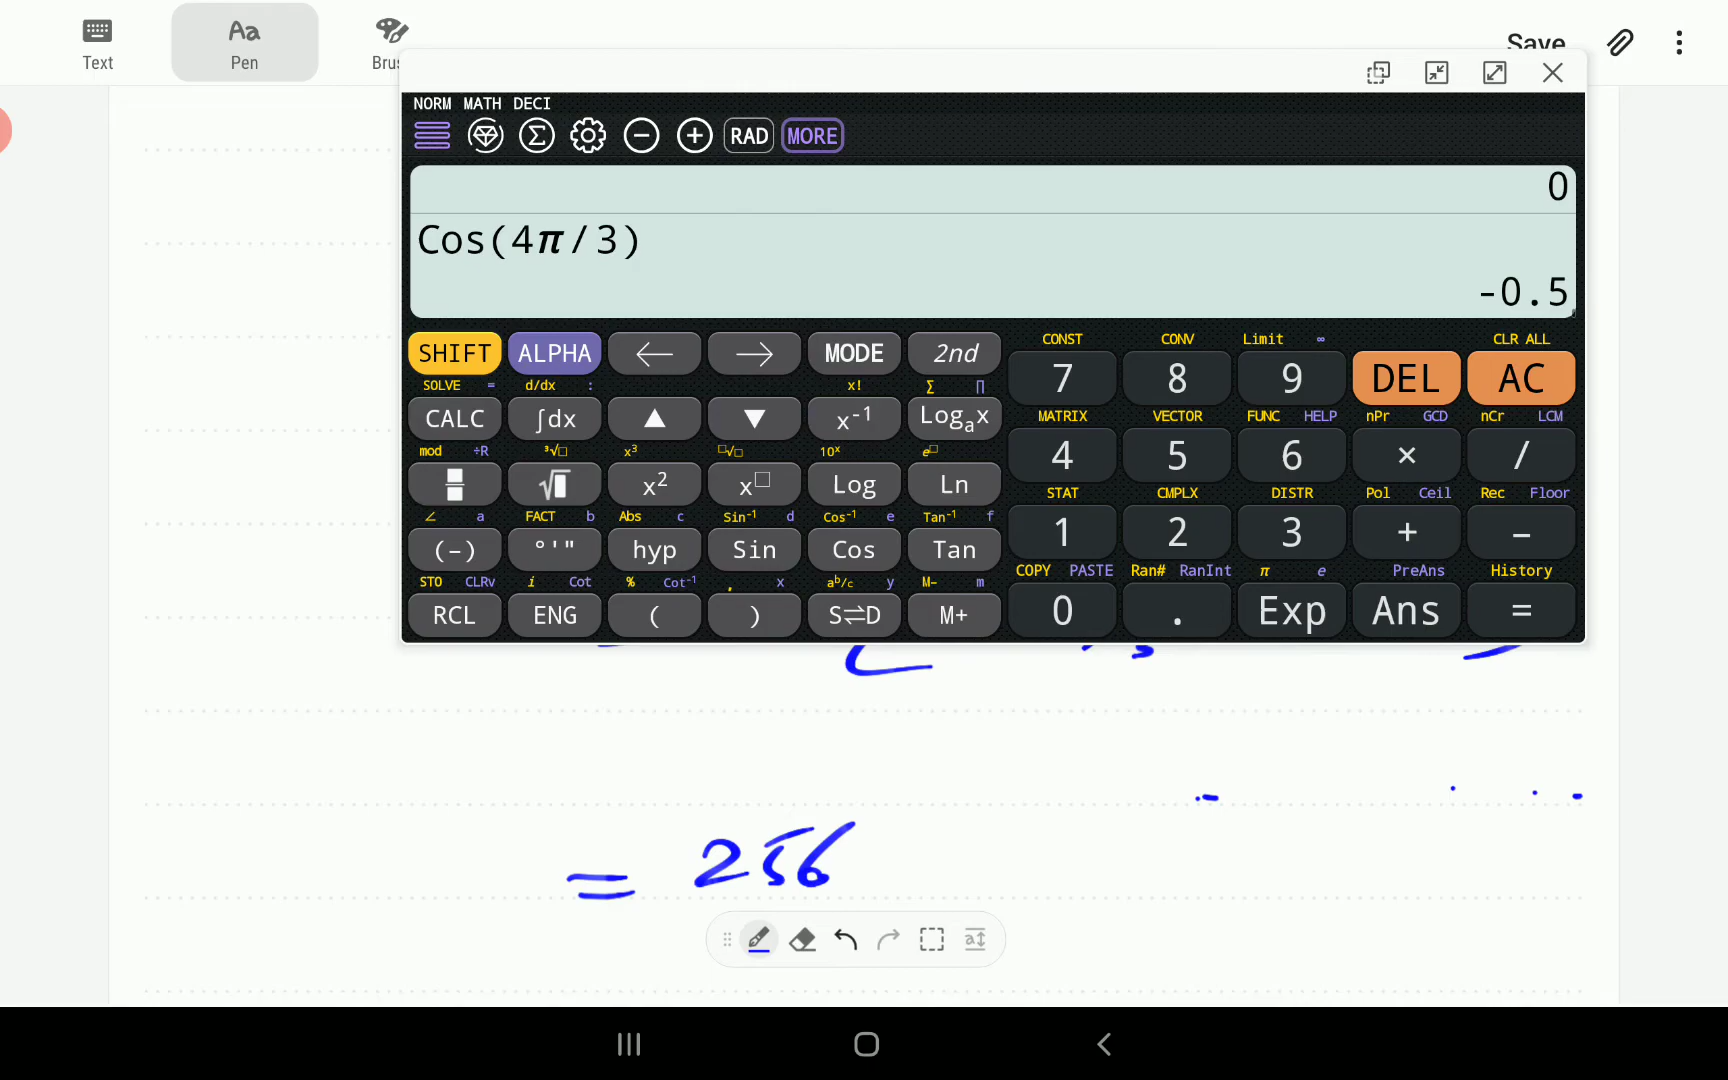 Text
Aa
Pen
Bru
Save
NORM MATH DECI
RAD MORE
0
Cos(4π/3)
-0.5
SHIFT ALPHA ← → MODE 2nd
CONST CONV Limit ∞ CLR ALL
7 8 9 DEL AC
SOLVE = d/dx : x! Σ ∏
CALC ∫dx ▲ ▼ x⁻¹ Logₐx
MATRIX VECTOR FUNC HELP nPr GCD nCr LCM
4 5 6 × /
mod ÷R ³√□ x³ □√□ 10ˣ e□
√ x² x□ Log Ln
STAT CMPLX DISTR Pol Ceil Rec Floor
1 2 3 + −
∠ a FACT b Abs c Sin⁻¹ d Cos⁻¹ e Tan⁻¹ f
(−) °'" hyp Sin Cos Tan
COPY PASTE Ran# RanInt π e PreAns History
0 . Exp Ans =
STO CLRv i Cot % Cot⁻¹ , x aᵇ/c y M− m
RCL ENG ( ) S⇌D M+
= 256
a